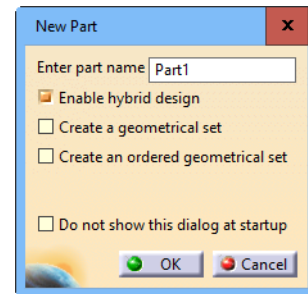 New Part
x
Enter part name Part1
Enable hybrid design
Create a geometrical set
Create an ordered geometrical set
Do not show this dialog at startup
OK Cancel